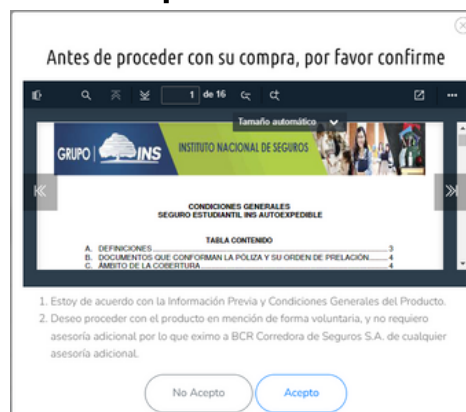 Antes de proceder con su compra, por favor confirme
1 de 16
Tamaño automático
GRUPO INS
INSTITUTO NACIONAL DE SEGUROS
CONDICIONES GENERALES
SEGURO ESTUDIANTIL INS AUTOEXPEDIBLE
TABLA CONTENIDO
A. DEFINICIONES 3
B. DOCUMENTOS QUE CONFORMAN LA PÓLIZA Y SU ORDEN DE PRELACIÓN 4
C. ÁMBITO DE LA COBERTURA 4
1. Estoy de acuerdo con la Información Previa y Condiciones Generales del Producto.
2. Deseo proceder con el producto en mención de forma voluntaria, y no requiero
asesoría adicional por lo que eximo a BCR Corredora de Seguros S.A. de cualquier
asesoría adicional.
No Acepto
Acepto